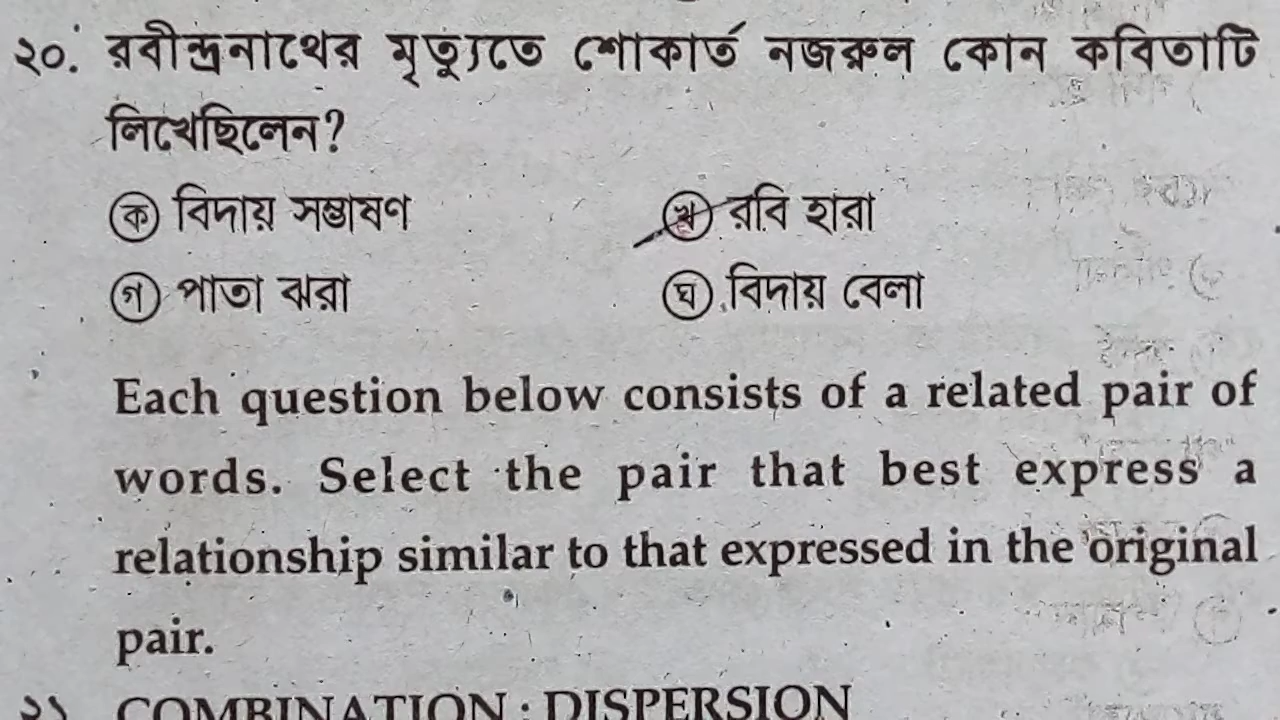 ২০. রবীন্দ্রনাথের মৃত্যুতে শোকার্ত নজরুল কোন কবিতাটি
লিখেছিলেন?
ক বিদায় সম্ভাষণ খ রবি হারা
গ পাতা ঝরা ঘ বিদায় বেলা
Each question below consists of a related pair of
words. Select the pair that best express a
relationship similar to that expressed in the original
pair.
২১ COMBINATION : DISPERSION